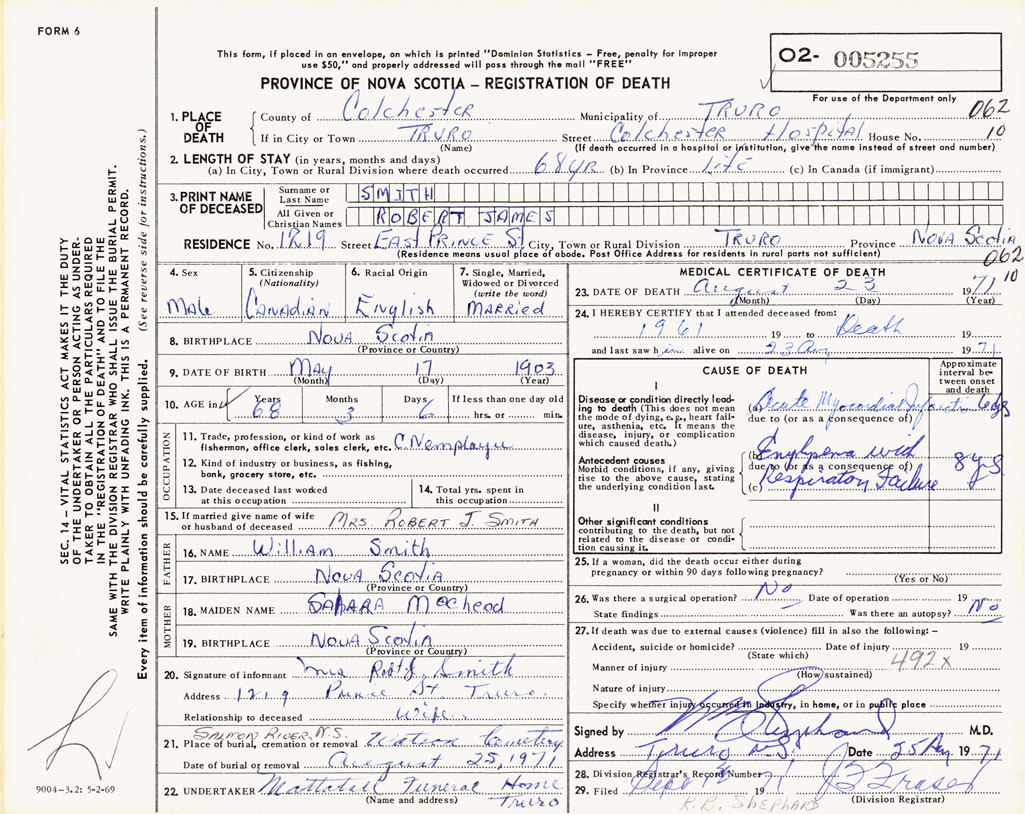 FORM 6
This form, if placed in an envelope, on which is printed "Dominion Statistics – Free, penalty for improper
use $50," and properly addressed will pass through the mail "FREE"
O2- 005255
For use of the Department only
PROVINCE OF NOVA SCOTIA – REGISTRATION OF DEATH
062
1. PLACE OF DEATH
County of Colchester Municipality of TRURO
If in City or Town TRURO Street Colchester Hospital House No. 10
(Name) (If death occurred in a hospital or institution, give the name instead of street and number)
2. LENGTH OF STAY (in years, months and days)
(a) In City, Town or Rural Division where death occurred 68 YR (b) In Province Life (c) In Canada (if immigrant)
3. PRINT NAME OF DECEASED
Surname or Last Name SMITH
All Given or Christian Names ROBERT JAMES
RESIDENCE No. 1219 Street EAST PRINCE St City, Town or Rural Division TRURO Province NOVA SCOTIA
(Residence means usual place of abode. Post Office Address for residents in rural parts not sufficient)
062
10
4. Sex
Male
5. Citizenship
(Nationality)
CANADIAN
6. Racial Origin
English
7. Single, Married,
Widowed or Divorced
(write the word)
MARRIED
8. BIRTHPLACE NOVA SCOTIA
(Province or Country)
9. DATE OF BIRTH MAY 17 1903
(Month) (Day) (Year)
10. AGE in Years Months Days If less than one day old
68 3 6 hrs. or min.
OCCUPATION
11. Trade, profession, or kind of work as
fisherman, office clerk, sales clerk, etc.
12. Kind of industry or business, as fishing,
bank, grocery store, etc.
13. Date deceased last worked
at this occupation
14. Total yrs. spent in
this occupation
15. If married give name of wife
or husband of deceased MRS. ROBERT J. SMITH
FATHER
16. NAME William Smith
17. BIRTHPLACE NOVA SCOTIA
(Province or Country)
MOTHER
18. MAIDEN NAME
19. BIRTHPLACE NOVA SCOTIA
(Province or Country)
20. Signature of informant Mrs Robt J. Smith
Address 1219 Prince St. Truro.
Relationship to deceased Wife
SALMON RIVER, N.S.
21. Place of burial, cremation or removal Watson Cemetery
Date of burial or removal August 25, 1971
22. UNDERTAKER Mattatall Funeral Home
(Name and address) Truro
MEDICAL CERTIFICATE OF DEATH
23. DATE OF DEATH August 23 1971
(Month) (Day) (Year)
24. I HEREBY CERTIFY that I attended deceased from:
1961 19 to Death 19
and last saw him alive on 23 Aug 1971
CAUSE OF DEATH
Approximate interval between onset and death
I
Disease or condition directly leading to death (This does not mean the mode of dying, e.g., heart failure, asthenia, etc. It means the disease, injury, or complication which caused death.)
(a) Acute Myocardial Infarction 6 dys
due to (or as a consequence of)
Antecedent causes
Morbid conditions, if any, giving rise to the above cause, stating the underlying condition last.
(b)
due to (or as a consequence of)
(c) Respiratory Failure
II
Other significant conditions
contributing to the death, but not related to the disease or condition causing it.
25. If a woman, did the death occur either during
pregnancy or within 90 days following pregnancy?
(Yes or No)
26. Was there a surgical operation? No Date of operation 19
State findings Was there an autopsy? No
27. If death was due to external causes (violence) fill in also the following:–
Accident, suicide or homicide? Date of injury 19
(State which) 492x
Manner of injury
(How sustained)
Nature of injury
Specify whether injury occurred in industry, in home, or in public place
Signed by M.D.
Address Truro N.S. Date 25 Aug 1971
28. Division Registrar's Record Number
29. Filed Sept 1971
(Division Registrar)
K.B. SHEPHARD
SEC. 14 – VITAL STATISTICS ACT MAKES IT THE DUTY
OF THE UNDERTAKER OR PERSON ACTING AS UNDER-
TAKER TO OBTAIN ALL THE PARTICULARS REQUIRED
IN THE "REGISTRATION OF DEATH" AND TO FILE THE
SAME WITH THE DIVISION REGISTRAR WHO SHALL ISSUE THE BURIAL PERMIT.
WRITE PLAINLY WITH UNFADING INK. THIS IS A PERMANENT RECORD.
Every item of information should be carefully supplied. (See reverse side for instructions.)
9004-3.2: 5-2-69